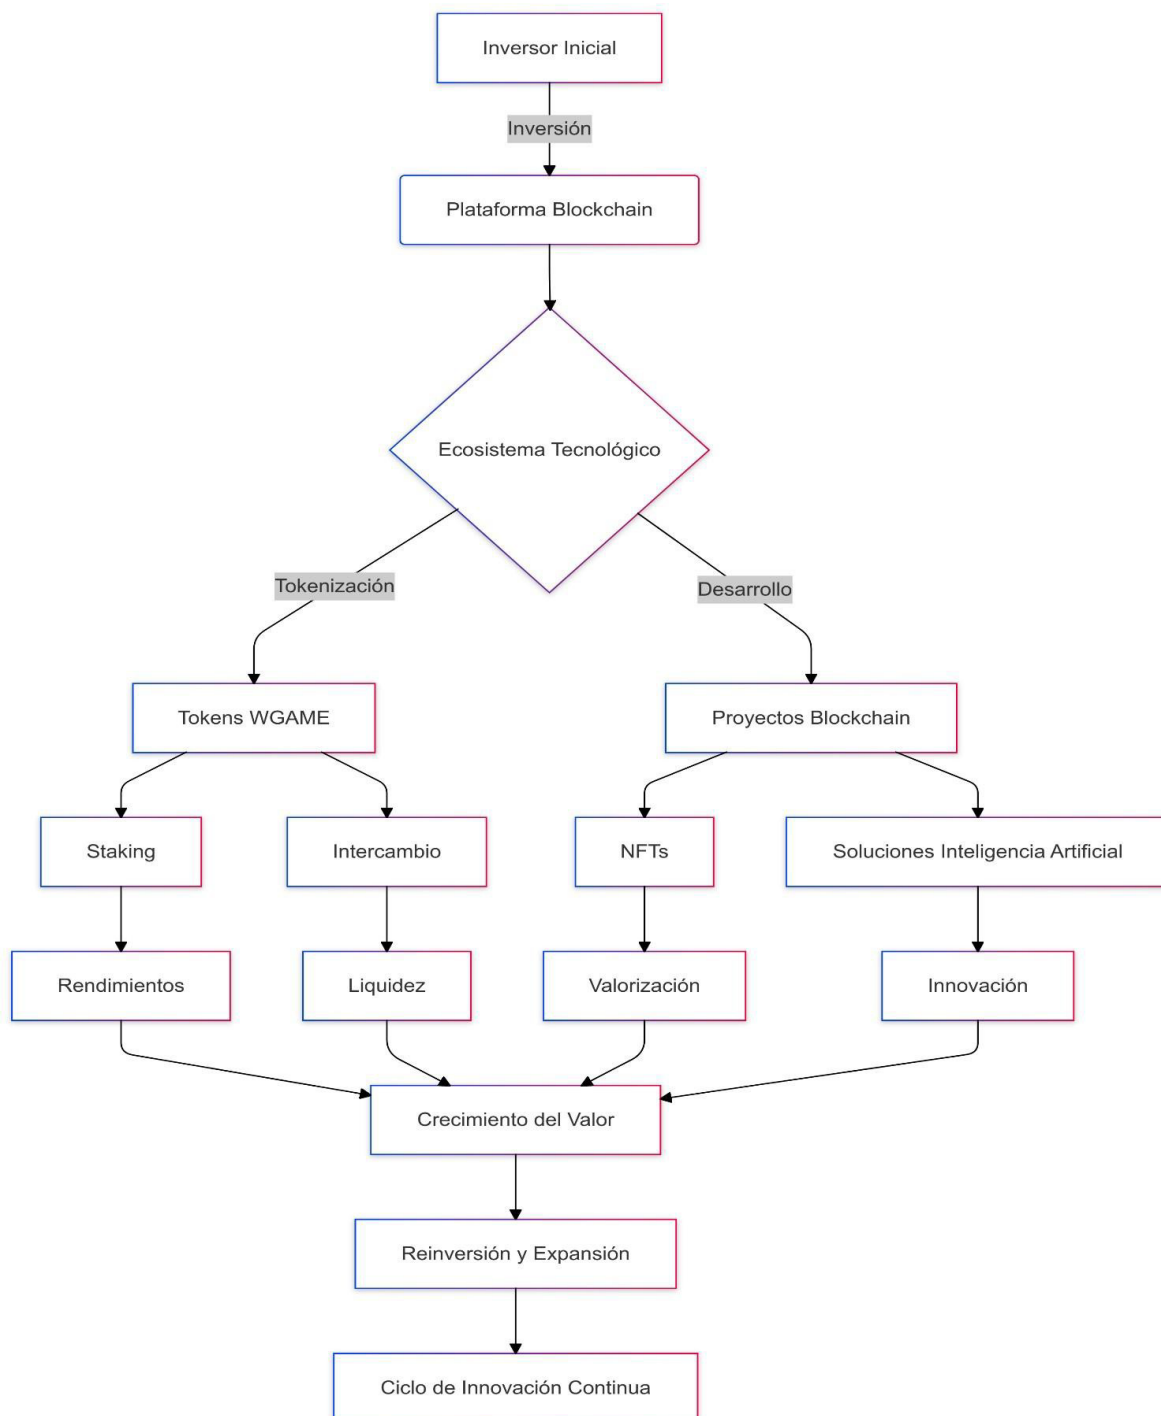 Inversor Inicial
Inversión
Plataforma Blockchain
Ecosistema Tecnológico
Tokenización
Desarrollo
Tokens WGAME
Proyectos Blockchain
Staking
Intercambio
NFTs
Soluciones Inteligencia Artificial
Rendimientos
Liquidez
Valorización
Innovación
Crecimiento del Valor
Reinversión y Expansión
Ciclo de Innovación Continua